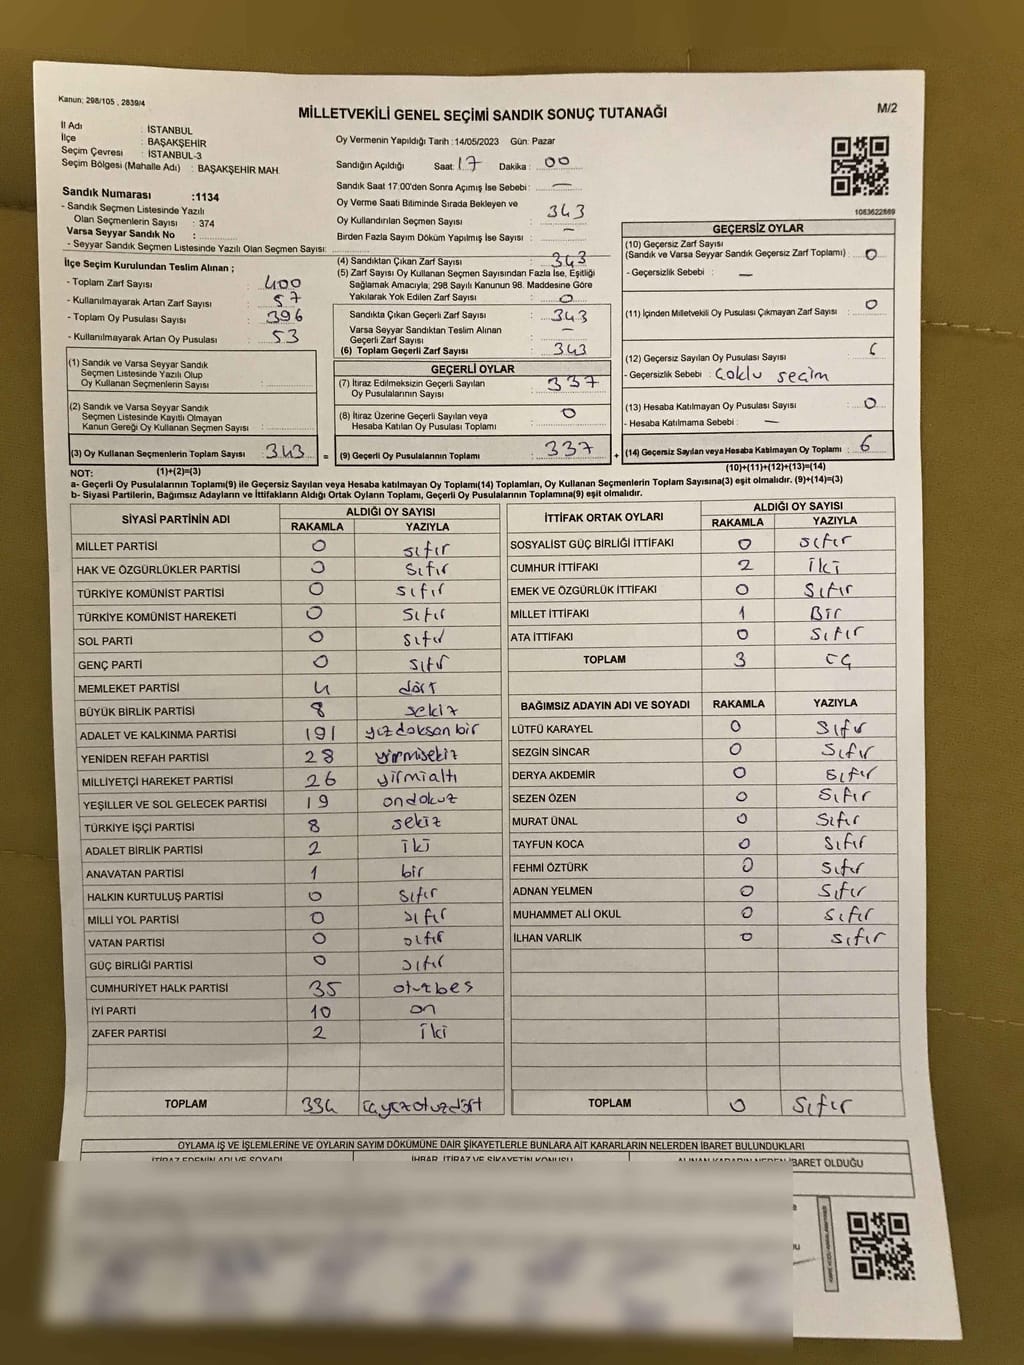 Kanun; 298/105 , 2839/4
MİLLETVEKİLİ GENEL SEÇİMİ SANDIK SONUÇ TUTANAĞI
M/2
İl Adı : İSTANBUL
İlçe : BAŞAKŞEHİR
Seçim Çevresi : İSTANBUL-3
Seçim Bölgesi (Mahalle Adı) : BAŞAKŞEHİR MAH.
Oy Vermenin Yapıldığı Tarih :14/05/2023 Gün: Pazar
Sandığın Açıldığı Saat: 17 Dakika : 00
Sandık Saat 17:00'den Sonra Açımış İse Sebebi : —
Oy Verme Saati Bitiminde Sırada Bekleyen ve
Oy Kullandırılan Seçmen Sayısı : 343
Birden Fazla Sayım Döküm Yapılmış İse Sayısı : —
1063622869
Sandık Numarası :1134
- Sandık Seçmen Listesinde Yazılı
Olan Seçmenlerin Sayısı : 374
Varsa Seyyar Sandık No :
- Seyyar Sandık Seçmen Listesinde Yazılı Olan Seçmen Sayısı:
İlçe Seçim Kurulundan Teslim Alınan ;
- Toplam Zarf Sayısı : 400
- Kullanılmayarak Artan Zarf Sayısı : 57
- Toplam Oy Pusulası Sayısı : 396
- Kullanılmayarak Artan Oy Pusulası : 53
(1) Sandık ve Varsa Seyyar Sandık
Seçmen Listesinde Yazılı Olup
Oy Kullanan Seçmenlerin Sayısı :
(2) Sandık ve Varsa Seyyar Sandık
Seçmen Listesinde Kayıtlı Olmayan
Kanun Gereği Oy Kullanan Seçmen Sayısı :
(3) Oy Kullanan Seçmenlerin Toplam Sayısı : 343 =
(4) Sandıktan Çıkan Zarf Sayısı : 343
(5) Zarf Sayısı Oy Kullanan Seçmen Sayısından Fazla İse, Eşitliği
Sağlamak Amacıyla; 298 Sayılı Kanunun 98. Maddesine Göre
Yakılarak Yok Edilen Zarf Sayısı : 0
Sandıkta Çıkan Geçerli Zarf Sayısı : 343
Varsa Seyyar Sandıktan Teslim Alınan
Geçerli Zarf Sayısı : —
(6) Toplam Geçerli Zarf Sayısı : 343
GEÇERLİ OYLAR
(7) İtiraz Edilmeksizin Geçerli Sayılan
Oy Pusulalarının Sayısı : 337
(8) İtiraz Üzerine Geçerli Sayılan veya
Hesaba Katılan Oy Pusulası Toplamı : 0
(9) Geçerli Oy Pusulalarının Toplamı : 337 +
GEÇERSİZ OYLAR
(10) Geçersiz Zarf Sayısı
(Sandık ve Varsa Seyyar Sandık Geçersiz Zarf Toplamı) : 0
- Geçersizlik Sebebi : —
(11) İçinden Milletvekili Oy Pusulası Çıkmayan Zarf Sayısı : 0
(12) Geçersiz Sayılan Oy Pusulası Sayısı : 6
- Geçersizlik Sebebi : Çoklu seçim
(13) Hesaba Katılmayan Oy Pusulası Sayısı : 0
- Hesaba Katılmama Sebebi : —
(14) Geçersiz Sayılan veya Hesaba Katılmayan Oy Toplamı : 6
NOT: (1)+(2)=(3)
(10)+(11)+(12)+(13)=(14)
a- Geçerli Oy Pusulalarının Toplamı(9) ile Geçersiz Sayılan veya Hesaba katılmayan Oy Toplamı(14) Toplamları, Oy Kullanan Seçmenlerin Toplam Sayısına(3) eşit olmalıdır. (9)+(14)=(3)
b- Siyasi Partilerin, Bağımsız Adayların ve İttifakların Aldığı Ortak Oyların Toplamı, Geçerli Oy Pusulalarının Toplamına(9) eşit olmalıdır.
SİYASİ PARTİNİN ADI ALDIĞI OY SAYISI
RAKAMLA YAZIYLA
MİLLET PARTİSİ 0 sıfır
HAK VE ÖZGÜRLÜKLER PARTİSİ 0 sıfır
TÜRKİYE KOMÜNİST PARTİSİ 0 sıfır
TÜRKİYE KOMÜNİST HAREKETİ 0 sıfır
SOL PARTİ 0 sıfır
GENÇ PARTİ 0 sıfır
MEMLEKET PARTİSİ 4 dört
BÜYÜK BİRLİK PARTİSİ 8 sekiz
ADALET VE KALKINMA PARTİSİ 191 yüzdoksanbir
YENİDEN REFAH PARTİSİ 28 yirmisekiz
MİLLİYETÇİ HAREKET PARTİSİ 26 yirmialtı
YEŞİLLER VE SOL GELECEK PARTİSİ 19 ondokuz
TÜRKİYE İŞÇİ PARTİSİ 8 sekiz
ADALET BİRLİK PARTİSİ 2 iki
ANAVATAN PARTİSİ 1 bir
HALKIN KURTULUŞ PARTİSİ 0 sıfır
MİLLİ YOL PARTİSİ 0 sıfır
VATAN PARTİSİ 0 sıfır
GÜÇ BİRLİĞİ PARTİSİ 0 sıfır
CUMHURİYET HALK PARTİSİ 35 otuzbeş
İYİ PARTİ 10 on
ZAFER PARTİSİ 2 iki
TOPLAM 334 üçyüzotuzdört
İTTİFAK ORTAK OYLARI ALDIĞI OY SAYISI
RAKAMLA YAZIYLA
SOSYALİST GÜÇ BİRLİĞİ İTTİFAKI 0 sıfır
CUMHUR İTTİFAKI 2 iki
EMEK VE ÖZGÜRLÜK İTTİFAKI 0 sıfır
MİLLET İTTİFAKI 1 Bir
ATA İTTİFAKI 0 sıfır
TOPLAM 3 üç
BAĞIMSIZ ADAYIN ADI VE SOYADI RAKAMLA YAZIYLA
LÜTFÜ KARAYEL 0 sıfır
SEZGİN SİNCAR 0 sıfır
DERYA AKDEMİR 0 sıfır
SEZEN ÖZEN 0 sıfır
MURAT ÜNAL 0 sıfır
TAYFUN KOCA 0 sıfır
FEHMİ ÖZTÜRK 0 sıfır
ADNAN YELMEN 0 sıfır
MUHAMMET ALİ OKUL 0 sıfır
İLHAN VARLIK 0 sıfır
TOPLAM 0 sıfır
OYLAMA İŞ VE İŞLEMLERİNE VE OYLARIN SAYIM DÖKÜMÜNE DAİR ŞİKAYETLERLE BUNLARA AİT KARARLARIN NELERDEN İBARET BULUNDUKLARI
İTİRAZ EDENİN ADI VE SOYADI İHBAR, İTİRAZ VE ŞİKAYETİN KONUSU ALINAN KARARIN NEDEN İBARET OLDUĞU